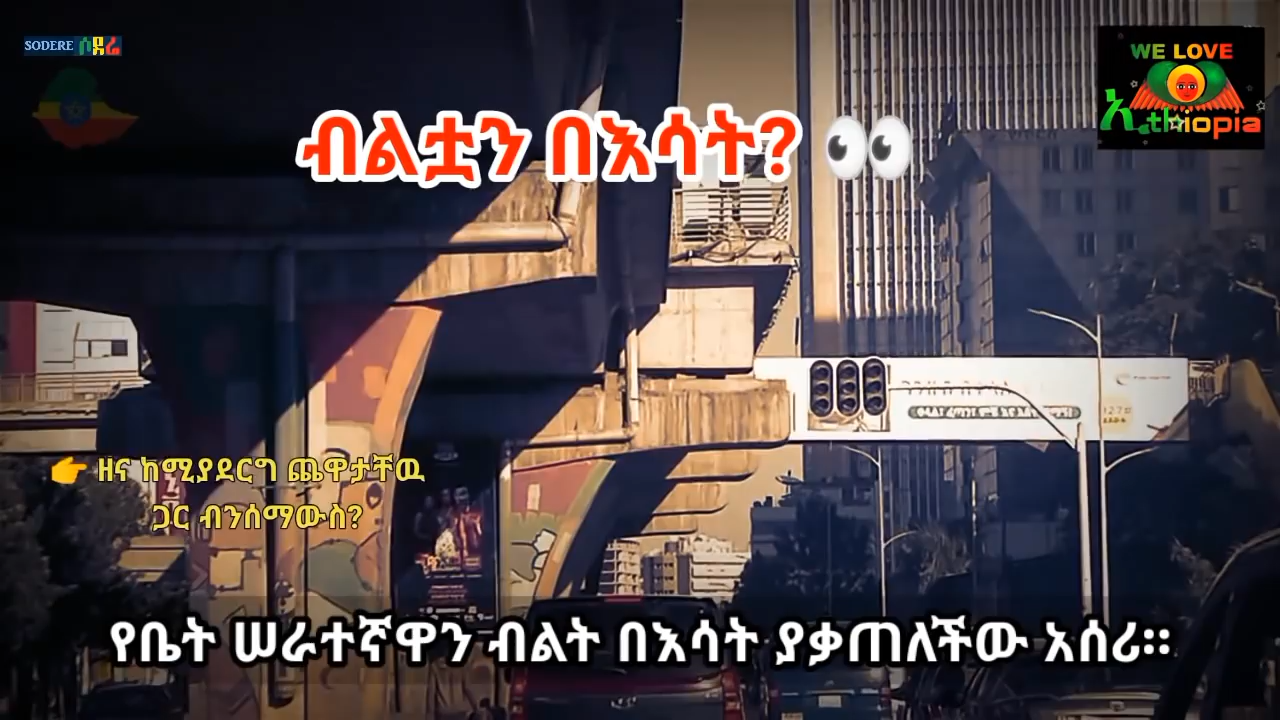 SODERE ሶደሬ
WE LOVE
ኢthiopia
ብልቷን በእሳት?
👉 ዘና ከሚያደርግ ጨዋታቸዉ
ጋር ብንሰማውስ?
የቤት ሠራተኛዋን ብልት በእሳት ያቃጠለችው አሰሪ።